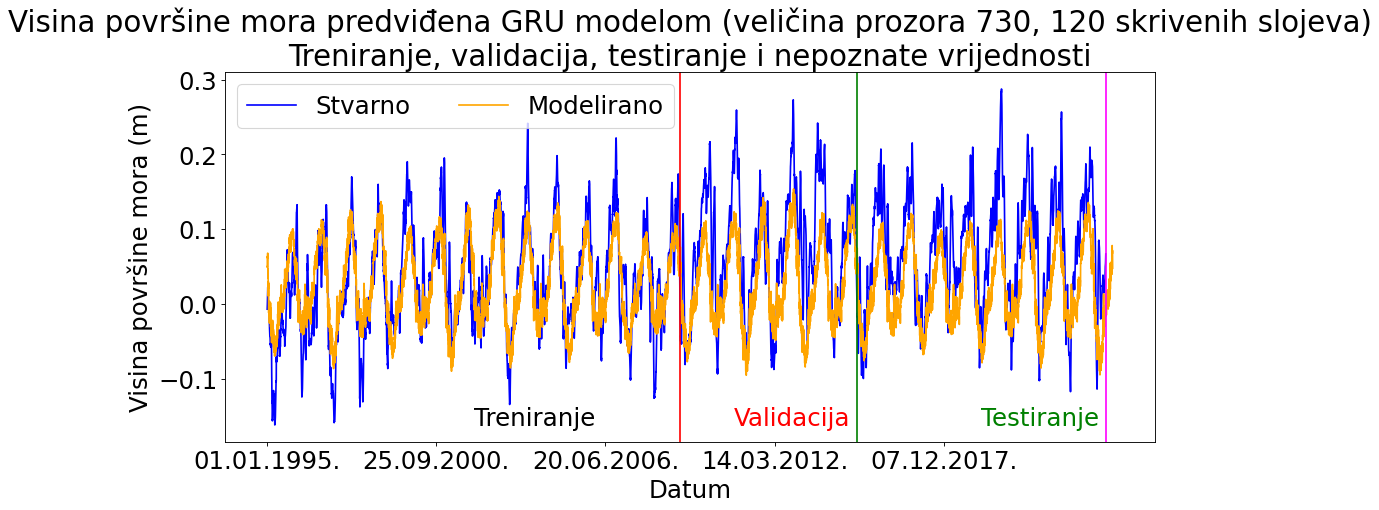 Visina površine mora predviđena GRU modelom (veličina prozora 730, 120 skrivenih slojeva)
Treniranje, validacija, testiranje i nepoznate vrijednosti
Stvarno Modelirano
Visina površine mora (m)
0.3
0.2
0.1
0.0
−0.1
Treniranje Validacija Testiranje
01.01.1995. 25.09.2000. 20.06.2006. 14.03.2012. 07.12.2017.
Datum